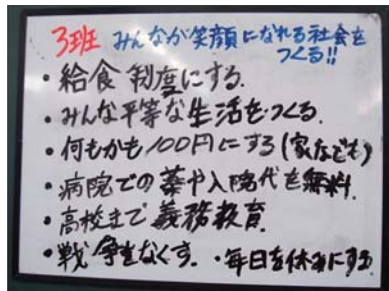 3班 みんなが笑顔になれる社会を
つくる!!
・給食制度にする.
・みんな平等な生活をつくる.
・何もかも100円にする(家なども)
・病院での薬や入院代を無料.
・高校まで義務教育.
・戦争をなくす. ・毎日を休みにする.